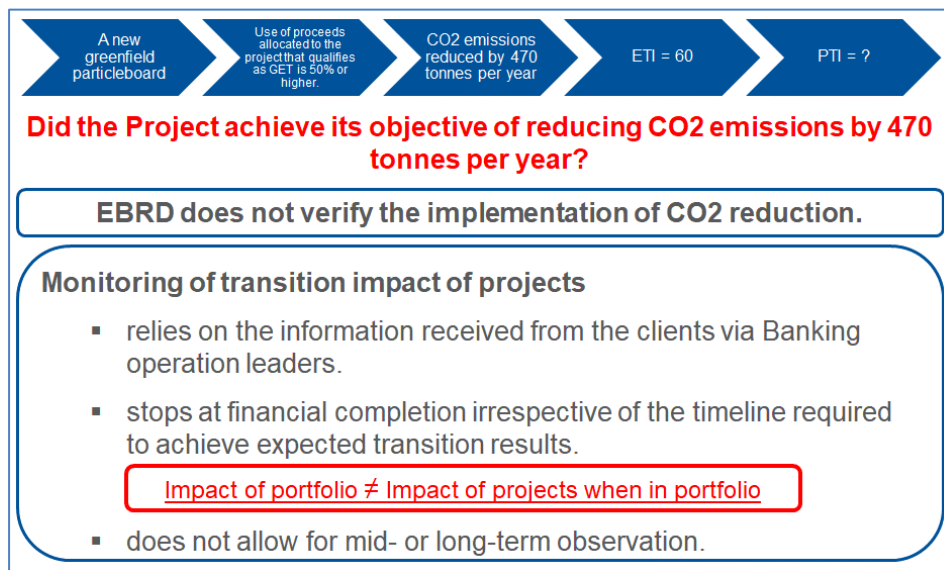 A new
greenfield
particleboard
Use of proceeds
allocated to the
project that qualifies
as GET is 50% or
higher.
CO2 emissions
reduced by 470
tonnes per year
ETI = 60
PTI = ?
Did the Project achieve its objective of reducing CO2 emissions by 470
tonnes per year?
EBRD does not verify the implementation of CO2 reduction.
Monitoring of transition impact of projects
▪ relies on the information received from the clients via Banking
operation leaders.
▪ stops at financial completion irrespective of the timeline required
to achieve expected transition results.
Impact of portfolio ≠ Impact of projects when in portfolio
▪ does not allow for mid- or long-term observation.